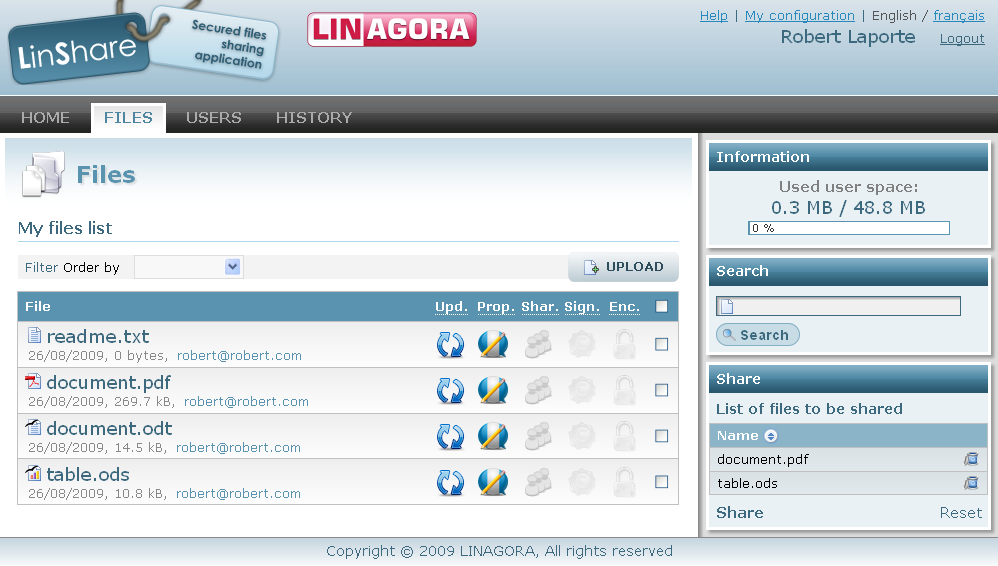 LinShare
Secured files
sharing
application
LINAGORA
Help | My configuration | English / français
Robert Laporte Logout
HOME FILES USERS HISTORY
Files
My files list
Filter Order by
UPLOAD
File Upd. Prop. Shar. Sign. Enc.
readme.txt
26/08/2009, 0 bytes, robert@robert.com
document.pdf
26/08/2009, 269.7 kB, robert@robert.com
document.odt
26/08/2009, 14.5 kB, robert@robert.com
table.ods
26/08/2009, 10.8 kB, robert@robert.com
Information
Used user space:
0.3 MB / 48.8 MB
0 %
Search
Search
Share
List of files to be shared
Name
document.pdf
table.ods
Share Reset
Copyright © 2009 LINAGORA, All rights reserved